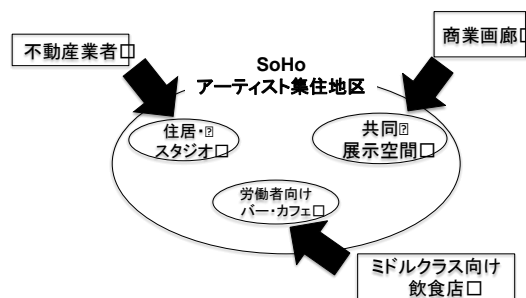 不動産業者
商業画廊
SoHo
アーティスト集住地区
住居・
スタジオ
共同
展示空間
労働者向け
バー・カフェ
ミドルクラス向け
飲食店